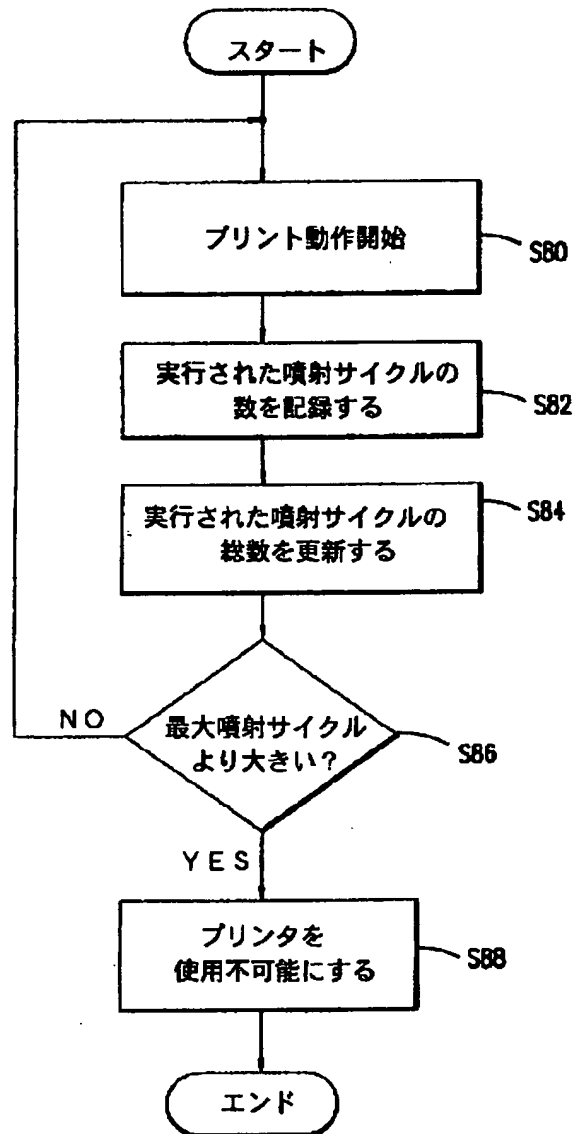 スタート
プリント動作開始
S80
実行された噴射サイクルの
数を記録する
S82
実行された噴射サイクルの
総数を更新する
S84
最大噴射サイクル
より大きい?
S86
NO
YES
プリンタを
使用不可能にする
S88
エンド